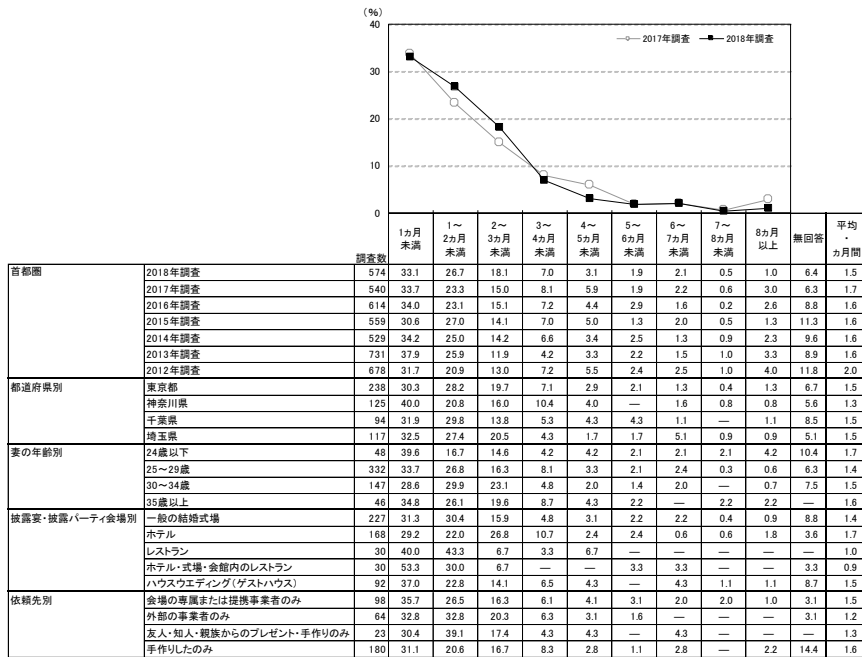 (%)
2017年調査 2018年調査
40
30
20
10
0
調査数 1ヵ月未満 1～2ヵ月未満 2～3ヵ月未満 3～4ヵ月未満 4～5ヵ月未満 5～6ヵ月未満 6～7ヵ月未満 7～8ヵ月未満 8ヵ月以上 無回答 平均・ヵ月間
首都圏 2018年調査 574 33.1 26.7 18.1 7.0 3.1 1.9 2.1 0.5 1.0 6.4 1.5
2017年調査 540 33.7 23.3 15.0 8.1 5.9 1.9 2.2 0.6 3.0 6.3 1.7
2016年調査 614 34.0 23.1 15.1 7.2 4.4 2.9 1.6 0.2 2.6 8.8 1.6
2015年調査 559 30.6 27.0 14.1 7.0 5.0 1.3 2.0 0.5 1.3 11.3 1.6
2014年調査 529 34.2 25.0 14.2 6.6 3.4 2.5 1.3 0.9 2.3 9.6 1.6
2013年調査 731 37.9 25.9 11.9 4.2 3.3 2.2 1.5 1.0 3.3 8.9 1.6
2012年調査 678 31.7 20.9 13.0 7.2 5.5 2.4 2.5 1.0 4.0 11.8 2.0
都道府県別 東京都 238 30.3 28.2 19.7 7.1 2.9 2.1 1.3 0.4 1.3 6.7 1.5
神奈川県 125 40.0 20.8 16.0 10.4 4.0 — 1.6 0.8 0.8 5.6 1.3
千葉県 94 31.9 29.8 13.8 5.3 4.3 4.3 1.1 — 1.1 8.5 1.5
埼玉県 117 32.5 27.4 20.5 4.3 1.7 1.7 5.1 0.9 0.9 5.1 1.5
妻の年齢別 24歳以下 48 39.6 16.7 14.6 4.2 4.2 2.1 2.1 2.1 4.2 10.4 1.7
25～29歳 332 33.7 26.8 16.3 8.1 3.3 2.1 2.4 0.3 0.6 6.3 1.4
30～34歳 147 28.6 29.9 23.1 4.8 2.0 1.4 2.0 — 0.7 7.5 1.5
35歳以上 46 34.8 26.1 19.6 8.7 4.3 2.2 — 2.2 2.2 — 1.6
披露宴・披露パーティ会場別 一般の結婚式場 227 31.3 30.4 15.9 4.8 3.1 2.2 2.2 0.4 0.9 8.8 1.4
ホテル 168 29.2 22.0 26.8 10.7 2.4 2.4 0.6 0.6 1.8 3.6 1.7
レストラン 30 40.0 43.3 6.7 3.3 6.7 — — — — — 1.0
ホテル・式場・会館内のレストラン 30 53.3 30.0 6.7 — — 3.3 3.3 — — 3.3 0.9
ハウスウエディング(ゲストハウス) 92 37.0 22.8 14.1 6.5 4.3 — 4.3 1.1 1.1 8.7 1.5
依頼先別 会場の専属または提携事業者のみ 98 35.7 26.5 16.3 6.1 4.1 3.1 2.0 2.0 1.0 3.1 1.5
外部の事業者のみ 64 32.8 32.8 20.3 6.3 3.1 1.6 — — — 3.1 1.2
友人・知人・親族からのプレゼント・手作りのみ 23 30.4 39.1 17.4 4.3 4.3 — 4.3 — — — 1.3
手作りしたのみ 180 31.1 20.6 16.7 8.3 2.8 1.1 2.8 — 2.2 14.4 1.6